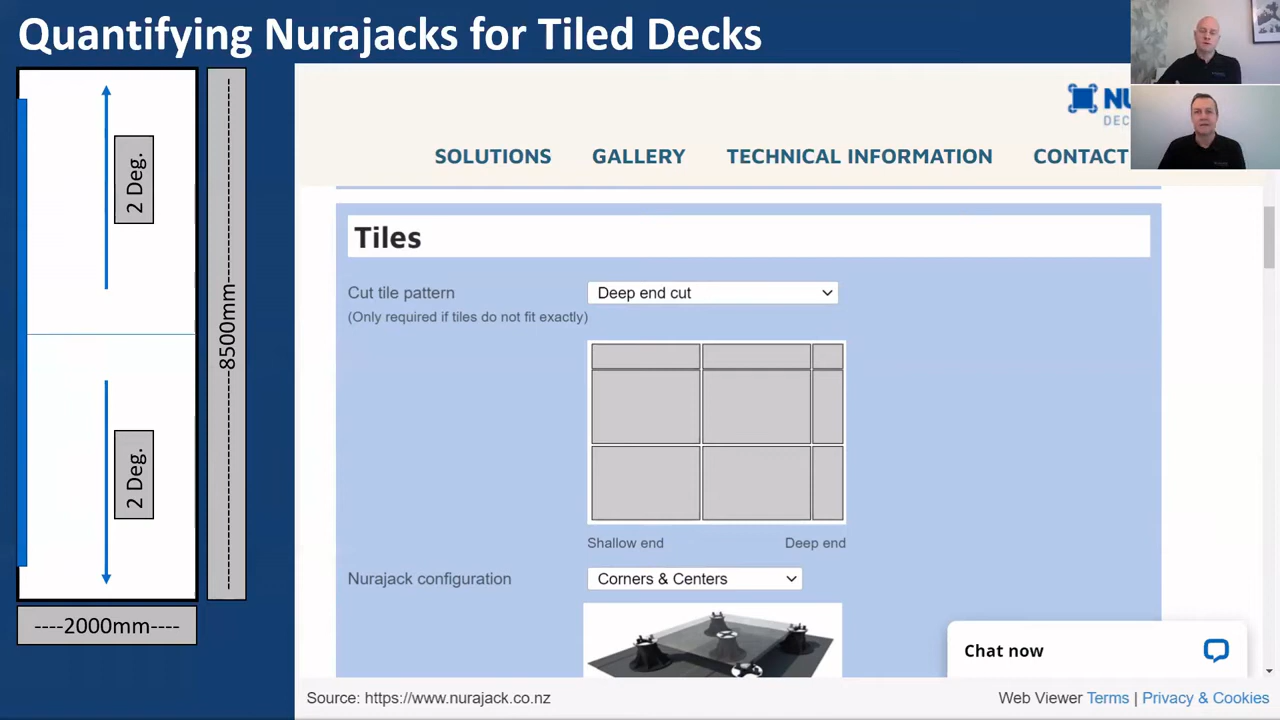 Quantifying Nurajacks for Tiled Decks
2 Deg.
2 Deg.
----8500mm----
----2000mm----
SOLUTIONS GALLERY TECHNICAL INFORMATION CONTACT
Tiles
Cut tile pattern
Deep end cut
(Only required if tiles do not fit exactly)
Shallow end
Deep end
Nurajack configuration
Corners & Centers
Chat now
Source: https://www.nurajack.co.nz
Web Viewer Terms | Privacy & Cookies